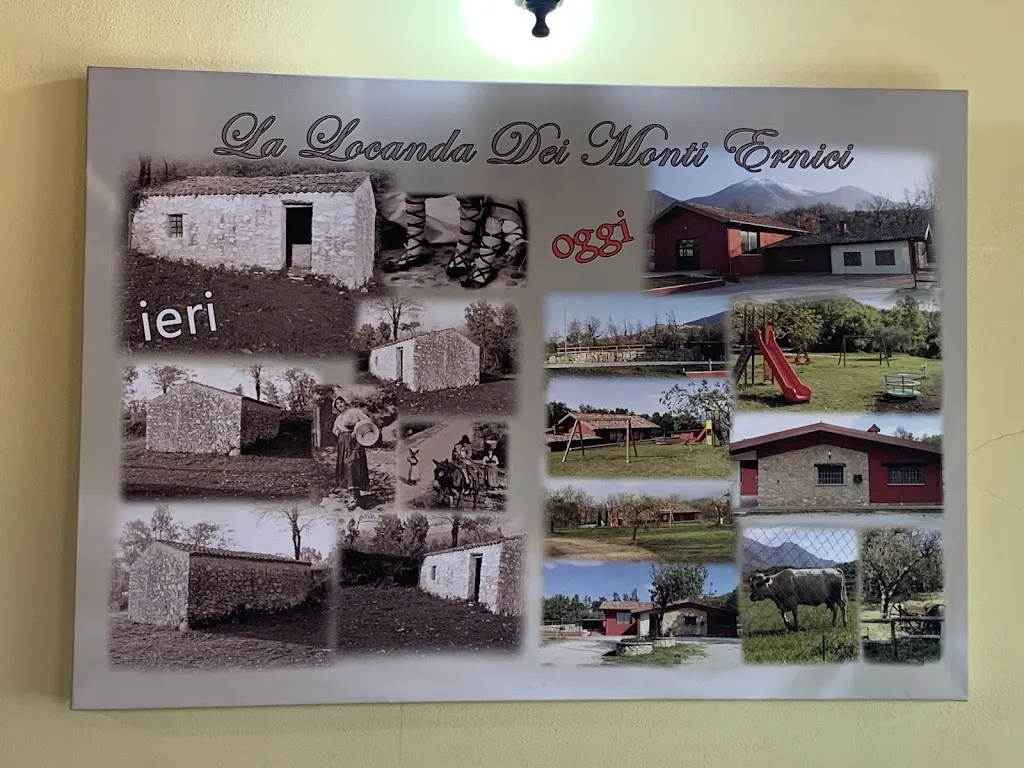 La Locanda Dei Monti Ernici
ieri
oggi